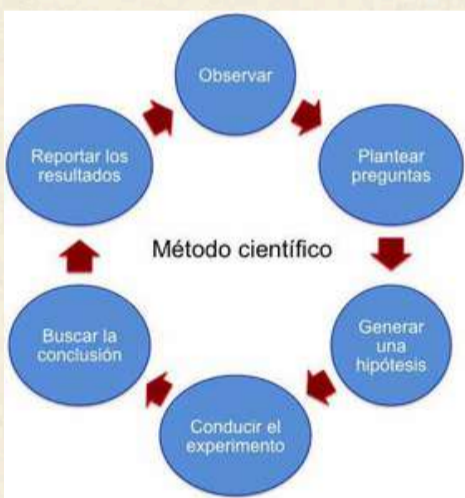 Observar
Plantear
preguntas
Generar
una
hipótesis
Conducir el
experimento
Buscar la
conclusión
Reportar los
resultados
Método científico